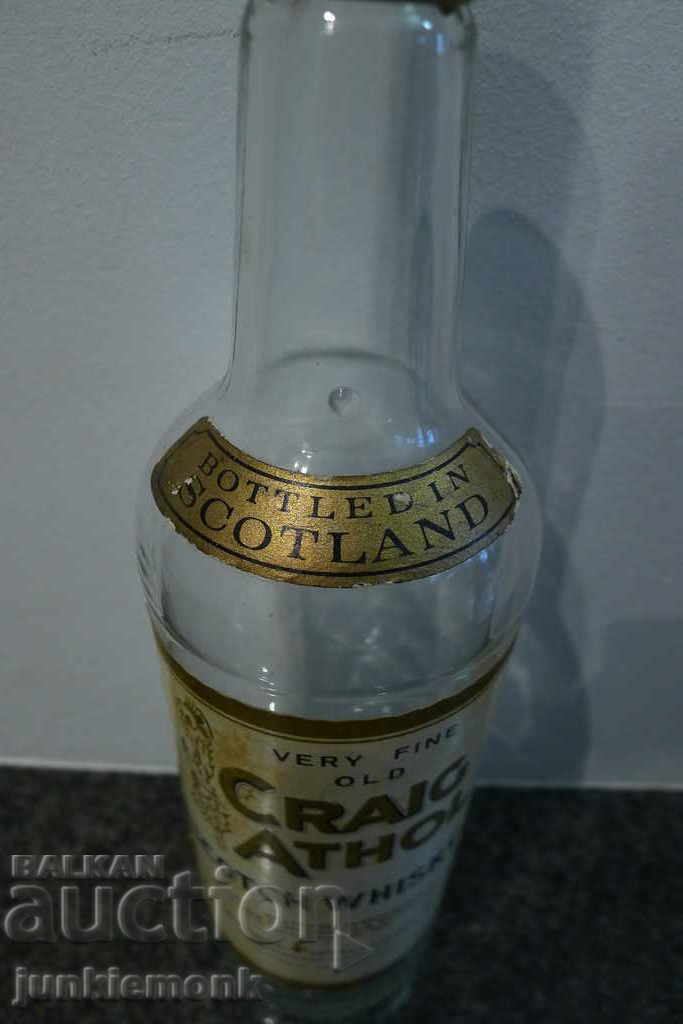 BOTTLED IN
SCOTLAND
VERY FINE
OLD
CRAIG
ATHOL
BALKAN
auction
junkiemonk